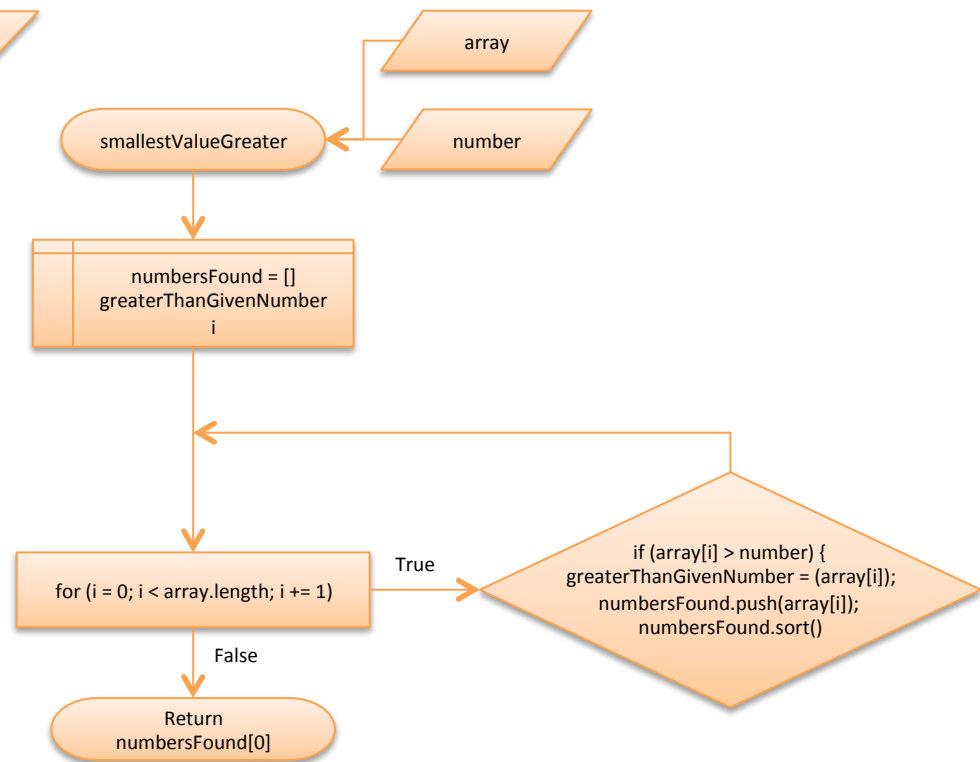 array
number
smallestValueGreater
numbersFound = []
greaterThanGivenNumber
i
for (i = 0; i < array.length; i += 1)
True
if (array[i] > number) {
greaterThanGivenNumber = (array[i]);
numbersFound.push(array[i]);
numbersFound.sort()
False
Return
numbersFound[0]